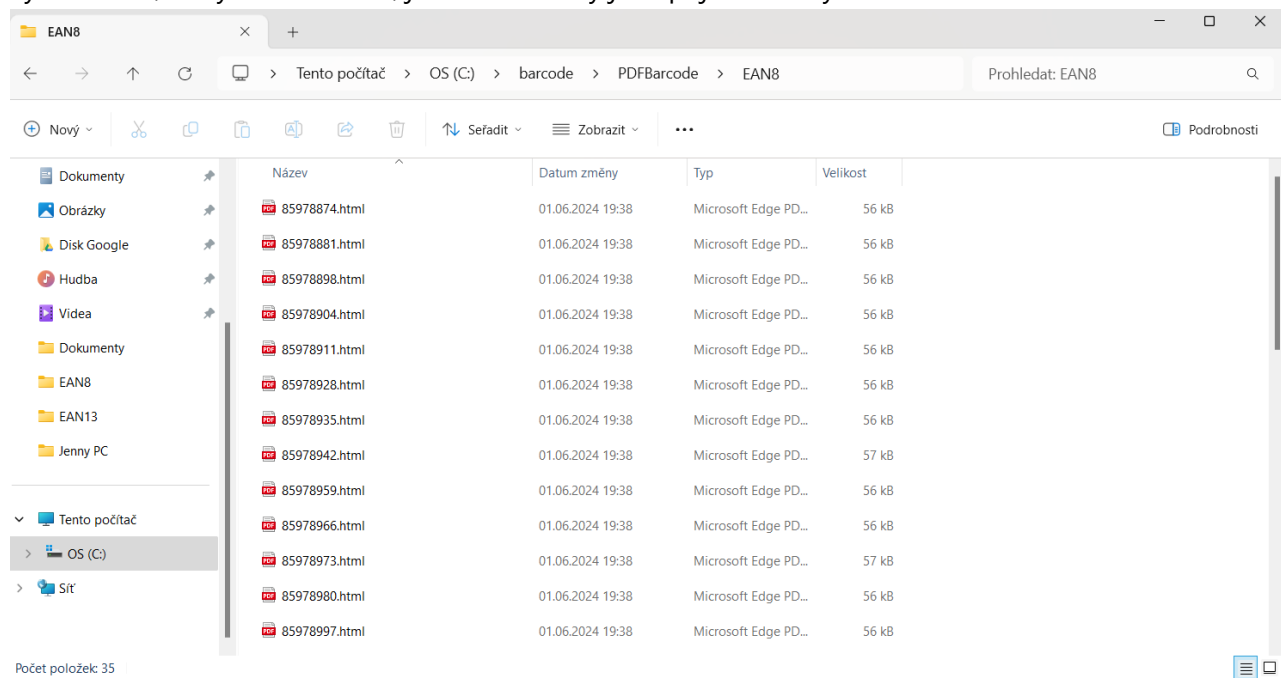 EAN8
Tento počítač > OS (C:) > barcode > PDFBarcode > EAN8
Prohledat: EAN8
Nový
Seřadit
Zobrazit
Podrobnosti
Dokumenty
Obrázky
Disk Google
Hudba
Videa
Dokumenty
EAN8
EAN13
Jenny PC
Tento počítač
OS (C:)
Síť
Název Datum změny Typ Velikost
85978874.html 01.06.2024 19:38 Microsoft Edge PD... 56 kB
85978881.html 01.06.2024 19:38 Microsoft Edge PD... 56 kB
85978898.html 01.06.2024 19:38 Microsoft Edge PD... 56 kB
85978904.html 01.06.2024 19:38 Microsoft Edge PD... 56 kB
85978911.html 01.06.2024 19:38 Microsoft Edge PD... 56 kB
85978928.html 01.06.2024 19:38 Microsoft Edge PD... 56 kB
85978935.html 01.06.2024 19:38 Microsoft Edge PD... 56 kB
85978942.html 01.06.2024 19:38 Microsoft Edge PD... 57 kB
85978959.html 01.06.2024 19:38 Microsoft Edge PD... 56 kB
85978966.html 01.06.2024 19:38 Microsoft Edge PD... 56 kB
85978973.html 01.06.2024 19:38 Microsoft Edge PD... 57 kB
85978980.html 01.06.2024 19:38 Microsoft Edge PD... 56 kB
85978997.html 01.06.2024 19:38 Microsoft Edge PD... 56 kB
Počet položek: 35